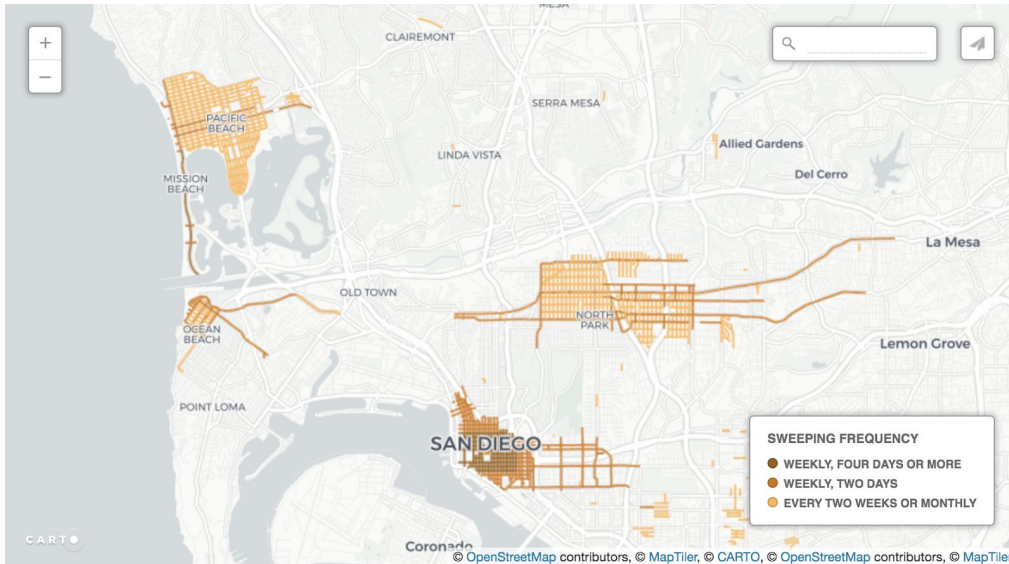 MESA
CLAIREMONT
+
−
PACIFIC
BEACH
SERRA MESA
Allied Gardens
LINDA VISTA
Del Cerro
MISSION
BEACH
La Mesa
OLD TOWN
NORTH
PARK
OCEAN
BEACH
Lemon Grove
POINT LOMA
SAN DIEGO
SWEEPING FREQUENCY
WEEKLY, FOUR DAYS OR MORE
WEEKLY, TWO DAYS
EVERY TWO WEEKS OR MONTHLY
CARTO
Coronado
© OpenStreetMap contributors, © MapTiler, © CARTO, © OpenStreetMap contributors, © MapTile